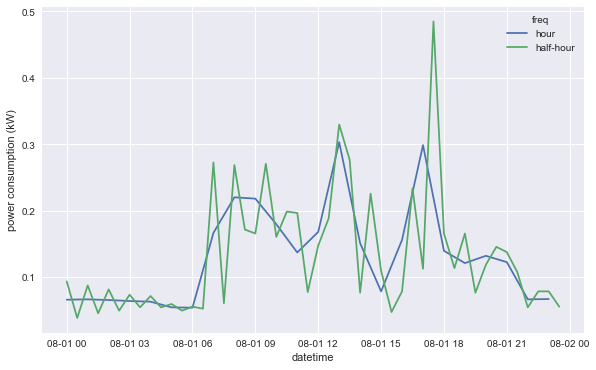 freq
hour
half-hour
0.5
0.4
0.3
0.2
0.1
power consumption (kW)
08-01 00
08-01 03
08-01 06
08-01 09
08-01 12
08-01 15
08-01 18
08-01 21
08-02 00
datetime